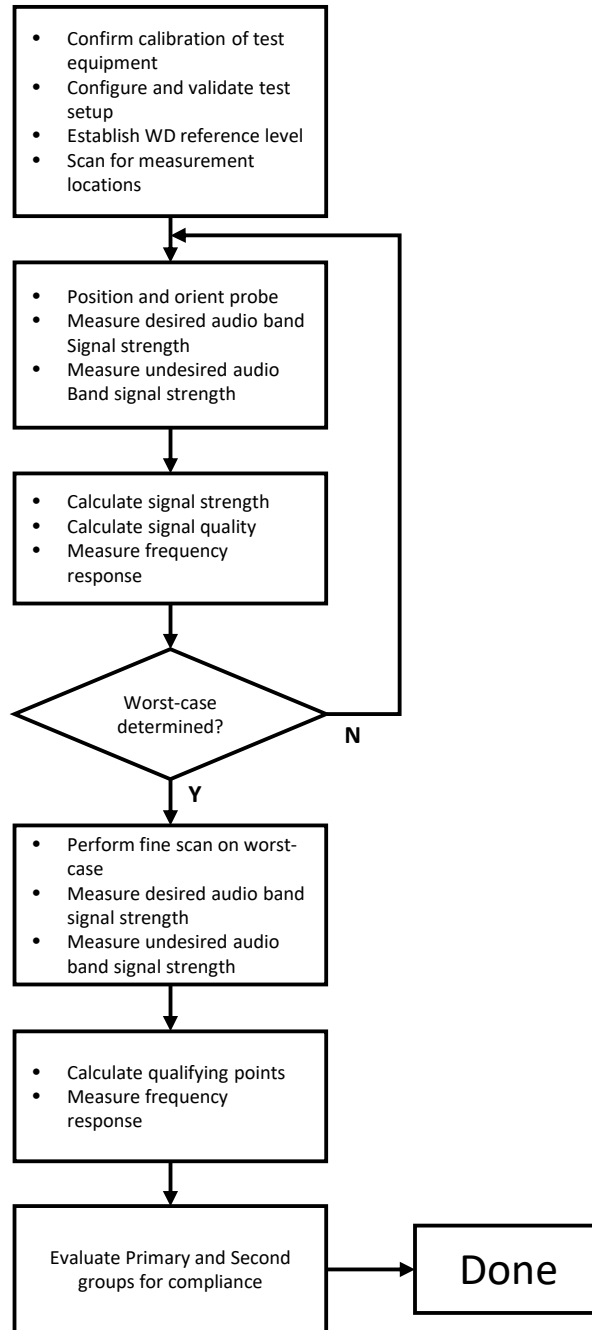 • Confirm calibration of test
equipment
• Configure and validate test
setup
• Establish WD reference level
• Scan for measurement
locations
• Position and orient probe
• Measure desired audio band
Signal strength
• Measure undesired audio
Band signal strength
• Calculate signal strength
• Calculate signal quality
• Measure frequency
response
Worst-case
determined?
N
Y
• Perform fine scan on worst-
case
• Measure desired audio band
signal strength
• Measure undesired audio
band signal strength
• Calculate qualifying points
• Measure frequency
response
Evaluate Primary and Second
groups for compliance
Done